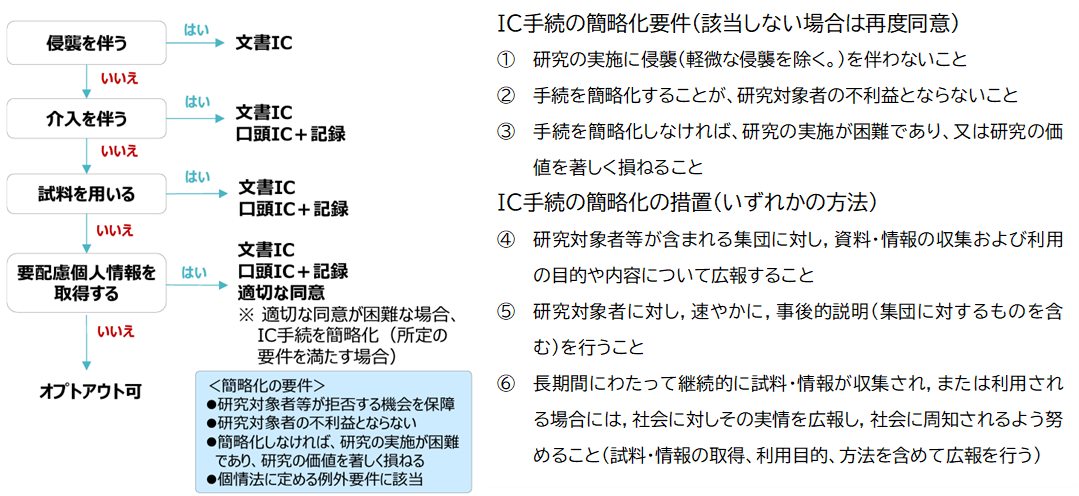 侵襲を伴う
はい
文書IC
いいえ
介入を伴う
はい
文書IC
口頭IC+記録
いいえ
試料を用いる
はい
文書IC
口頭IC+記録
いいえ
要配慮個人情報を
取得する
はい
文書IC
口頭IC+記録
適切な同意
※ 適切な同意が困難な場合、
IC手続を簡略化（所定の
要件を満たす場合）
いいえ
オプトアウト可
＜簡略化の要件＞
●研究対象者等が拒否する機会を保障
●研究対象者の不利益とならない
●簡略化しなければ、研究の実施が困難
であり、研究の価値を著しく損ねる
●個情法に定める例外要件に該当
IC手続の簡略化要件（該当しない場合は再度同意）
① 研究の実施に侵襲（軽微な侵襲を除く。）を伴わないこと
② 手続を簡略化することが、研究対象者の不利益とならないこと
③ 手続を簡略化しなければ、研究の実施が困難であり、又は研究の価
値を著しく損ねること
IC手続の簡略化の措置（いずれかの方法）
④ 研究対象者等が含まれる集団に対し，資料・情報の収集および利用
の目的や内容について広報すること
⑤ 研究対象者に対し，速やかに，事後的説明（集団に対するものを含
む）を行うこと
⑥ 長期間にわたって継続的に試料・情報が収集され，または利用され
る場合には，社会に対しその実情を広報し，社会に周知されるよう努
めること（試料・情報の取得、利用目的、方法を含めて広報を行う）